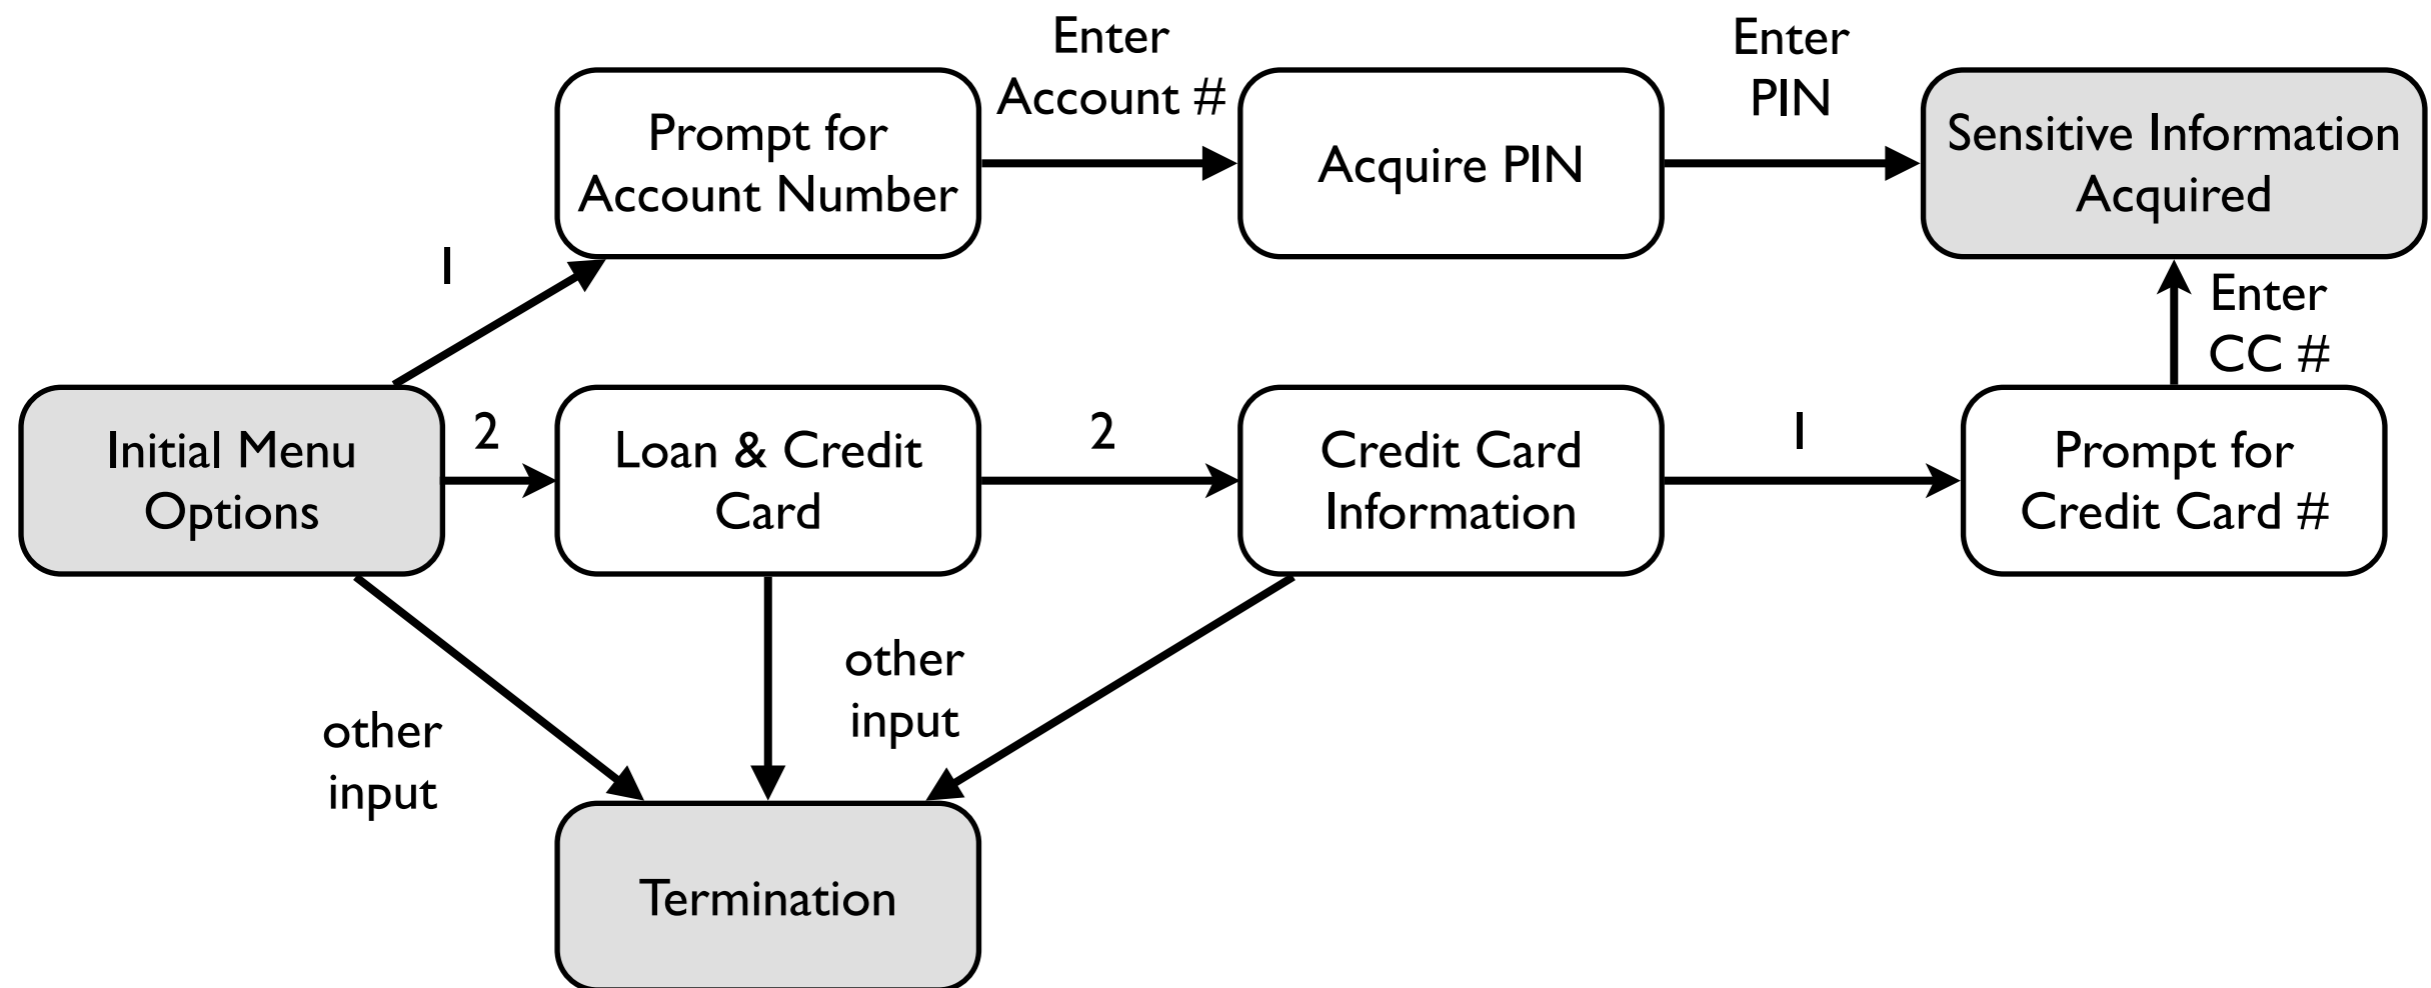 Enter
Account #
Enter
PIN
Prompt for
Account Number
Acquire PIN
Sensitive Information
Acquired
1
Enter
CC #
Initial Menu
Options
2
Loan & Credit
Card
2
Credit Card
Information
1
Prompt for
Credit Card #
other
input
other
input
Termination